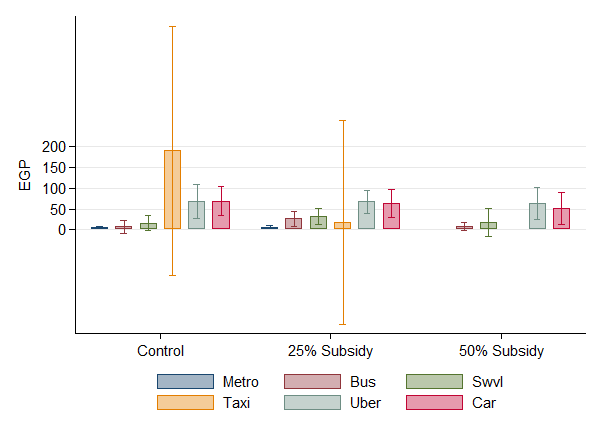 EGP
200
150
100
50
0
Control 25% Subsidy 50% Subsidy
Metro Bus Swvl
Taxi Uber Car